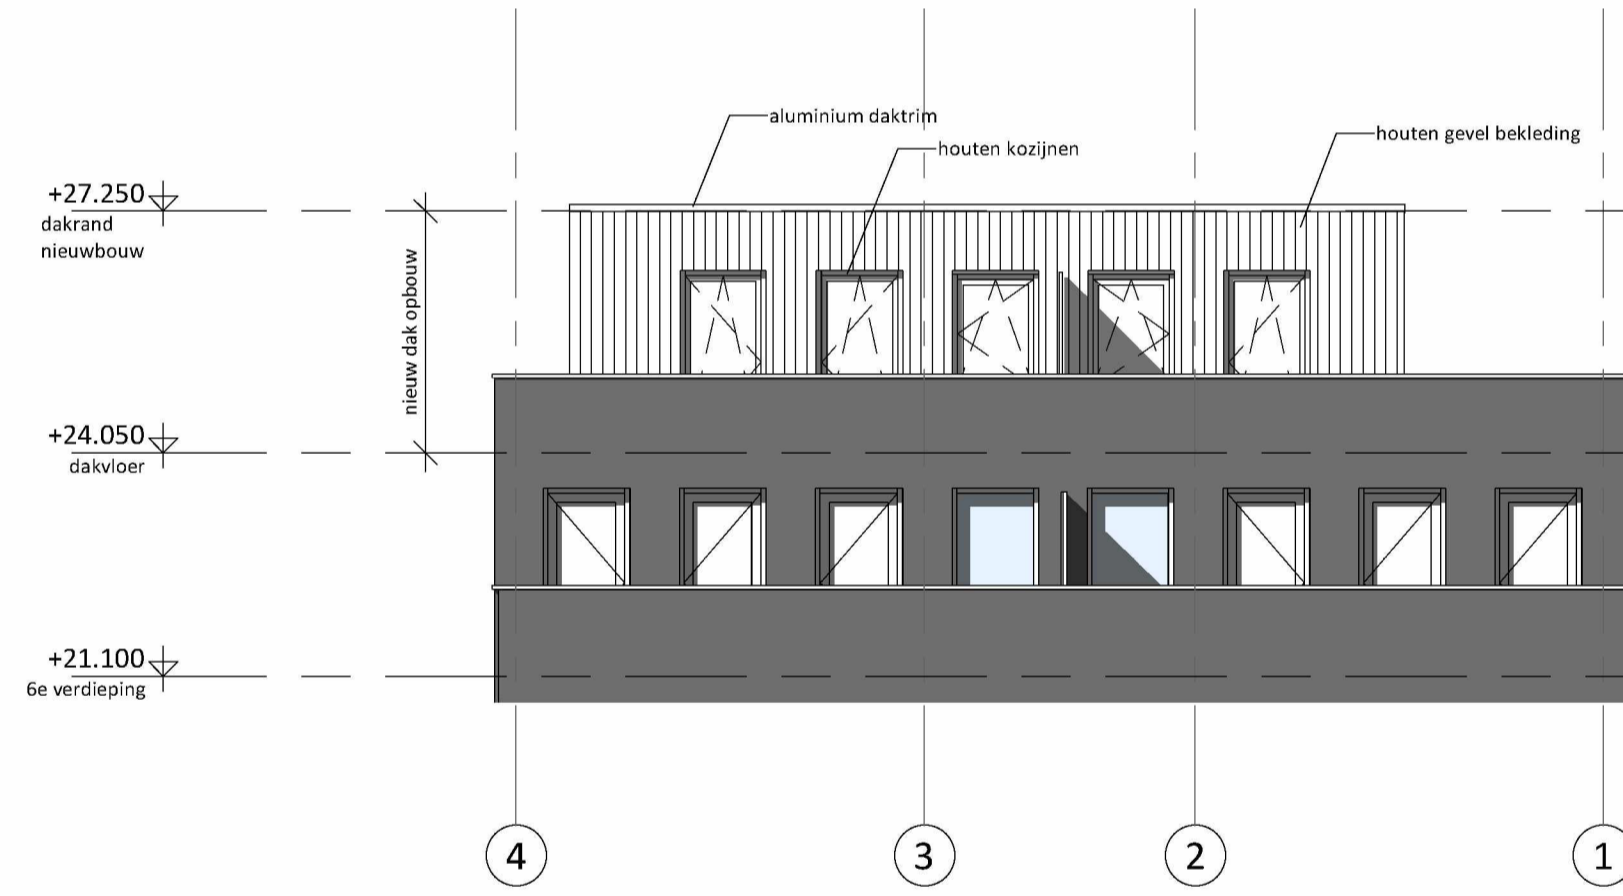 aluminium daktrim
houten kozijnen
houten gevel bekleding
+27.250
dakrand
nieuwbouw
nieuw dak opbouw
+24.050
dakvloer
+21.100
6e verdieping
4
3
2
1